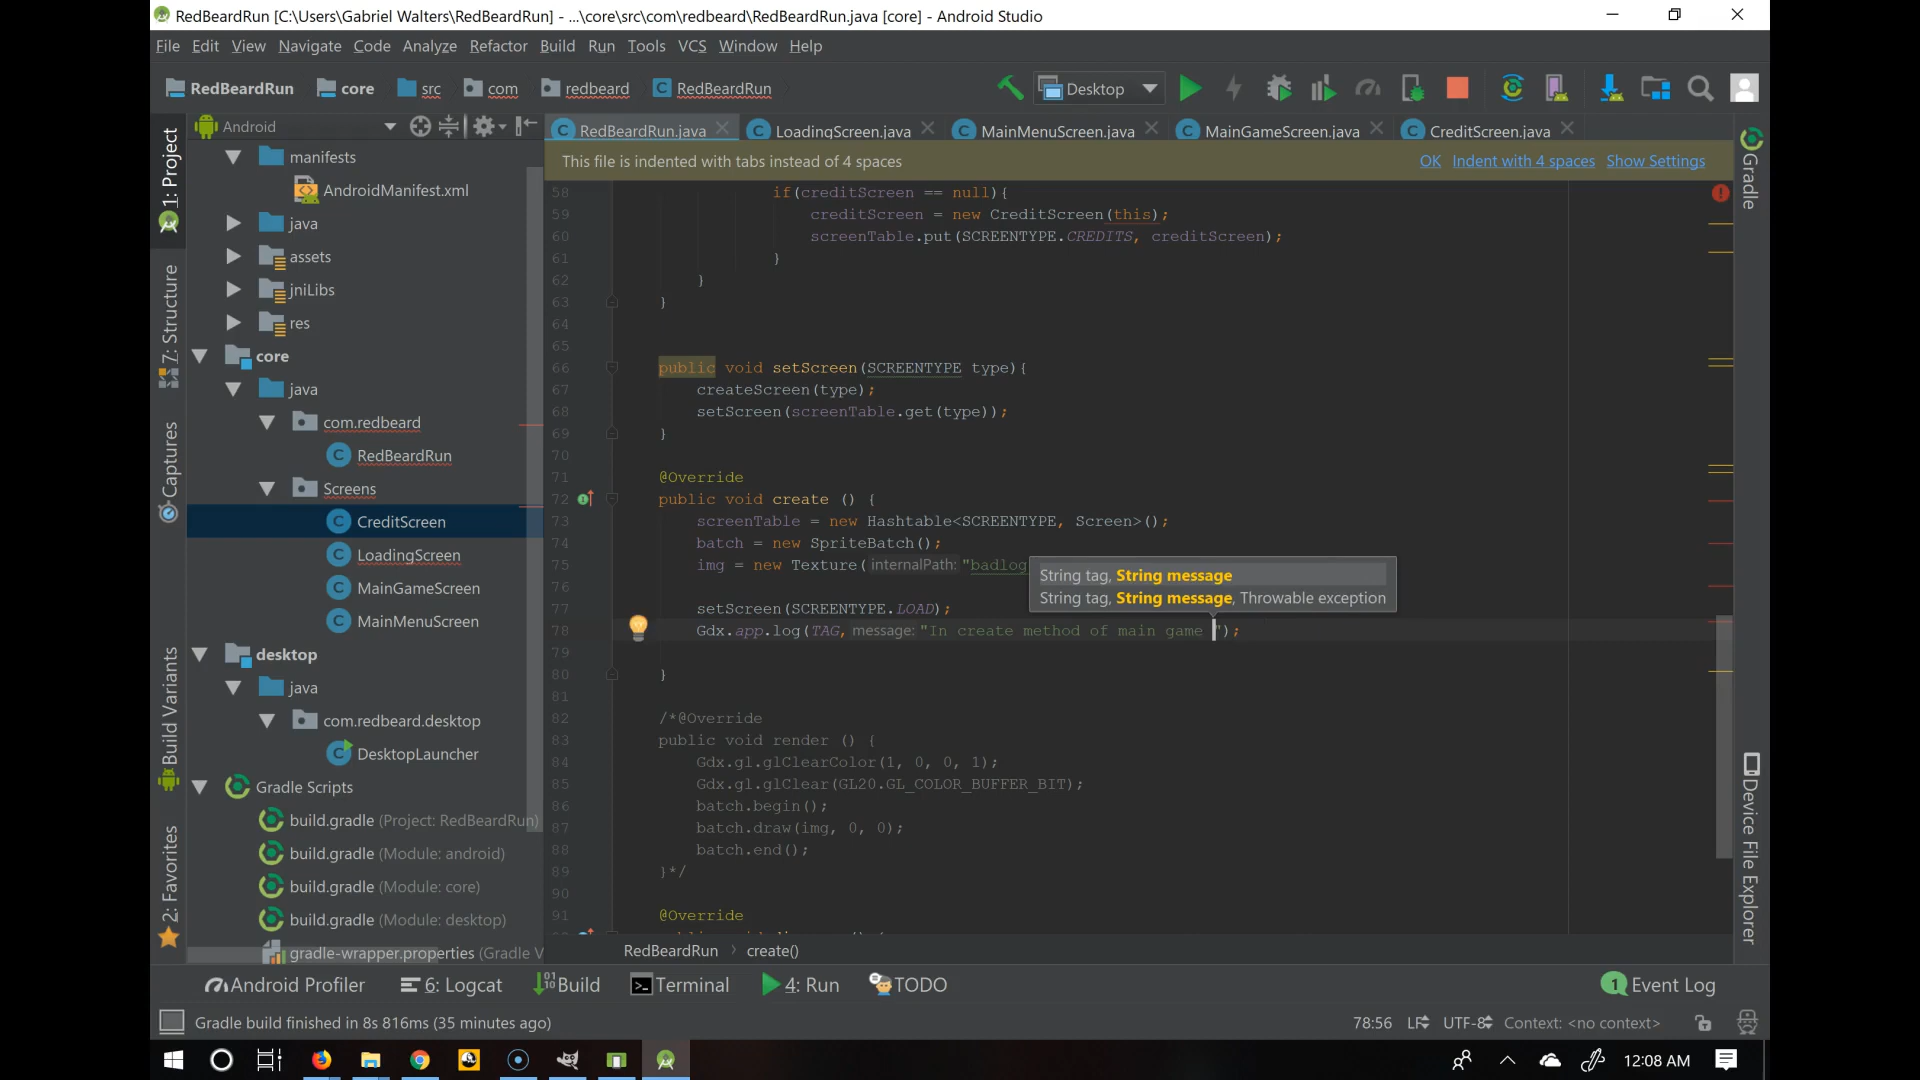 RedBeardRun [C:\Users\Gabriel Walters\RedBeardRun] - ...\core\src\com\redbeard\RedBeardRun.java [core] - Android Studio
File Edit View Navigate Code Analyze Refactor Build Run Tools VCS Window Help
RedBeardRun core src com redbeard RedBeardRun Desktop
Android RedBeardRun.java LoadingScreen.java MainMenuScreen.java MainGameScreen.java CreditScreen.java
This file is indented with tabs instead of 4 spaces OK Indent with 4 spaces Show Settings
1: Project
7: Structure
Captures
Build Variants
2: Favorites
manifests
AndroidManifest.xml
java
assets
jniLibs
res
core
java
com.redbeard
RedBeardRun
Screens
CreditScreen
LoadingScreen
MainGameScreen
MainMenuScreen
desktop
java
com.redbeard.desktop
DesktopLauncher
Gradle Scripts
build.gradle (Project: RedBeardRun)
build.gradle (Module: android)
build.gradle (Module: core)
build.gradle (Module: desktop)
gradle-wrapper.properties (Gradle V
58 if(creditScreen == null){
59 creditScreen = new CreditScreen(this);
60 screenTable.put(SCREENTYPE.CREDITS, creditScreen);
61 }
62 }
63 }
64
65
66 public void setScreen(SCREENTYPE type){
67 createScreen(type);
68 setScreen(screenTable.get(type));
69 }
70
71 @Override
72 public void create () {
73 screenTable = new Hashtable<SCREENTYPE, Screen>();
74 batch = new SpriteBatch();
75 img = new Texture( internalPath: "badlog
String tag, String message
String tag, String message, Throwable exception
76
77 setScreen(SCREENTYPE.LOAD);
78 Gdx.app.log(TAG, message: "In create method of main game ");
79
80 }
81
82 /*@Override
83 public void render () {
84 Gdx.gl.glClearColor(1, 0, 0, 1);
85 Gdx.gl.glClear(GL20.GL_COLOR_BUFFER_BIT);
86 batch.begin();
87 batch.draw(img, 0, 0);
88 batch.end();
89 }*/
90
91 @Override
RedBeardRun create()
Gradle
Device File Explorer
Android Profiler 6: Logcat Build Terminal 4: Run TODO 1 Event Log
Gradle build finished in 8s 816ms (35 minutes ago) 78:56 LF UTF-8 Context: <no context>
12:08 AM